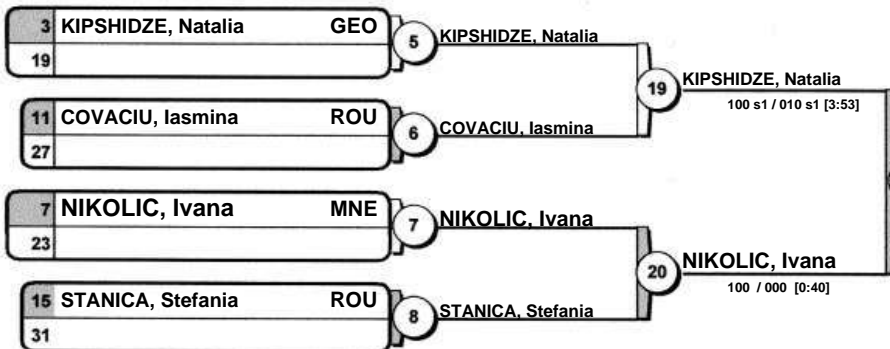 3 KIPSHIDZE, Natalia GEO
19
5 KIPSHIDZE, Natalia
11 COVACIU, Iasmina ROU
27
6 COVACIU, Iasmina
19 KIPSHIDZE, Natalia
100 s1 / 010 s1 [3:53]
7 NIKOLIC, Ivana MNE
23
7 NIKOLIC, Ivana
15 STANICA, Stefania ROU
31
8 STANICA, Stefania
20 NIKOLIC, Ivana
100 / 000 [0:40]